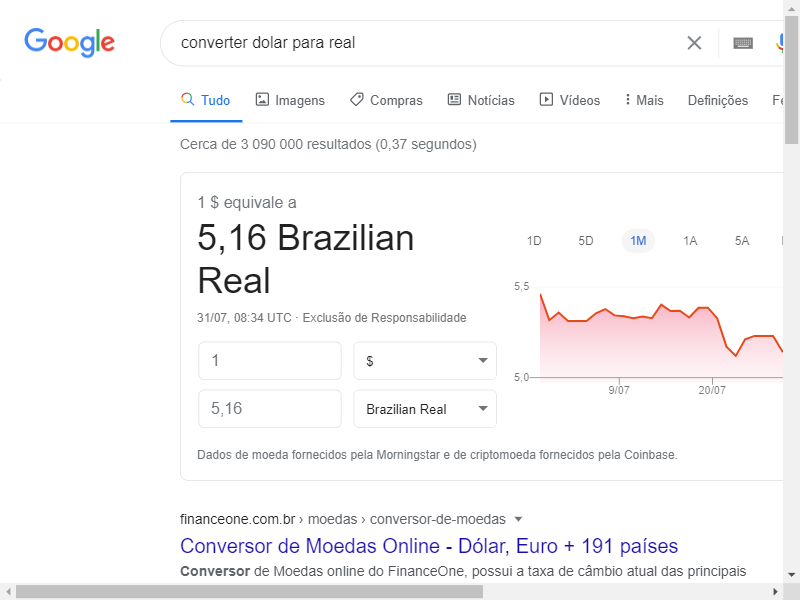 Google
converter dolar para real
Tudo
Imagens
Compras
Notícias
Vídeos
Mais
Definições
Cerca de 3 090 000 resultados (0,37 segundos)
1 $ equivale a
5,16 Brazilian
Real
31/07, 08:34 UTC · Exclusão de Responsabilidade
1
$
5,16
Brazilian Real
1D
5D
1M
1A
5A
5,5
5,0
9/07
20/07
Dados de moeda fornecidos pela Morningstar e de criptomoeda fornecidos pela Coinbase.
financeone.com.br › moedas › conversor-de-moedas
Conversor de Moedas Online - Dólar, Euro + 191 países
Conversor de Moedas online do FinanceOne, possui a taxa de câmbio atual das principais